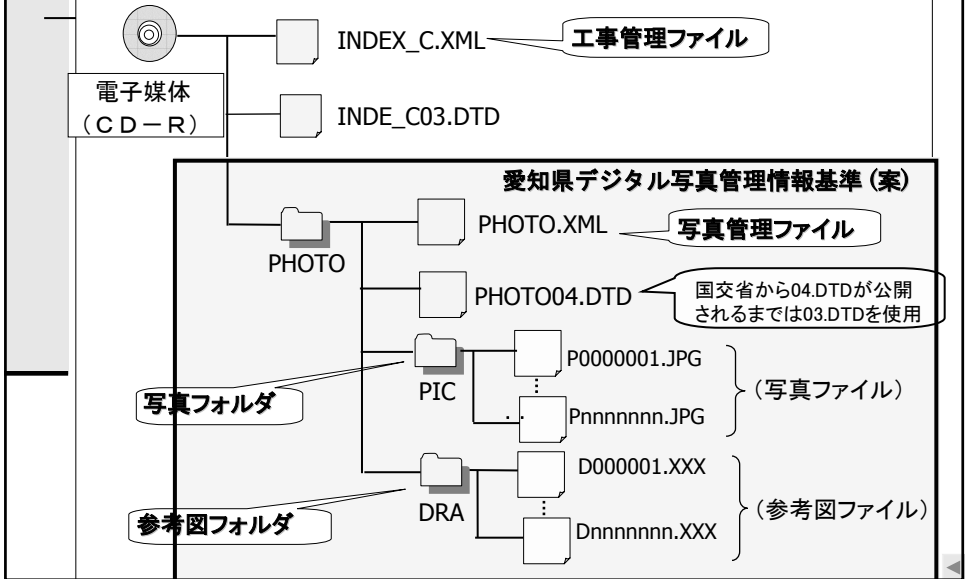 INDEX_C.XML
工事管理ファイル
電子媒体
(ＣＤ－Ｒ)
INDE_C03.DTD
愛知県デジタル写真管理情報基準 (案)
PHOTO
PHOTO.XML
写真管理ファイル
PHOTO04.DTD
国交省から04.DTDが公開
されるまでは03.DTDを使用
写真フォルダ
PIC
P0000001.JPG
Pnnnnnnn.JPG
(写真ファイル)
参考図フォルダ
DRA
D000001.XXX
Dnnnnnnn.XXX
(参考図ファイル)